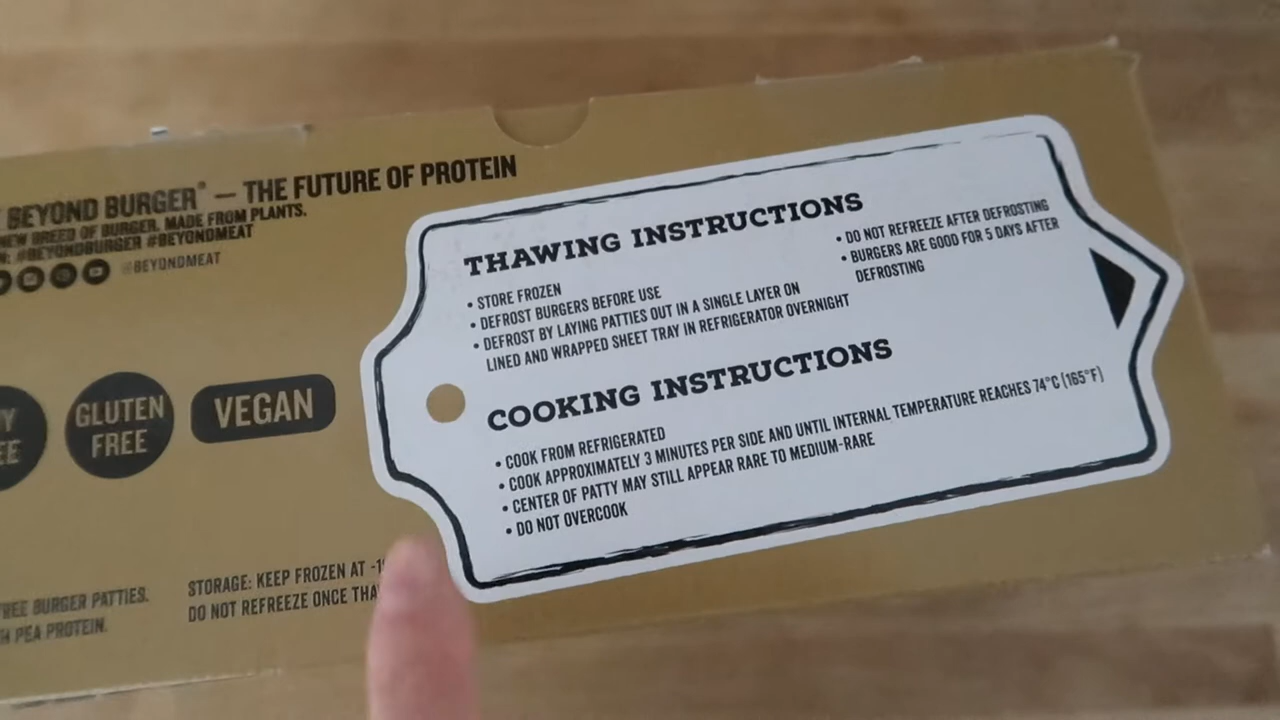 BEYOND BURGER® — THE FUTURE OF PROTEIN
NEW BREED OF BURGER, MADE FROM PLANTS.
#BEYONDBURGER #BEYONDMEAT
@BEYONDMEAT
GLUTEN
FREE
VEGAN
STORAGE: KEEP FROZEN AT
DO NOT REFREEZE ONCE
BURGER PATTIES.
PEA PROTEIN.
THAWING INSTRUCTIONS
• STORE FROZEN
• DEFROST BURGERS BEFORE USE
• DEFROST BY LAYING PATTIES OUT IN A SINGLE LAYER ON
LINED AND WRAPPED SHEET TRAY IN REFRIGERATOR OVERNIGHT
• DO NOT REFREEZE AFTER DEFROSTING
• BURGERS ARE GOOD FOR 5 DAYS AFTER
DEFROSTING
COOKING INSTRUCTIONS
• COOK FROM REFRIGERATED
• COOK APPROXIMATELY 3 MINUTES PER SIDE AND UNTIL INTERNAL TEMPERATURE REACHES 74°C (165°F)
• CENTER OF PATTY MAY STILL APPEAR RARE TO MEDIUM-RARE
• DO NOT OVERCOOK